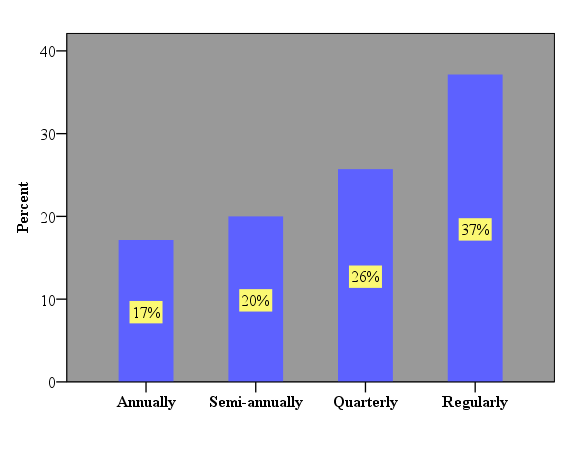 40
30
20
10
0
Percent
17%
20%
26%
37%
Annually
Semi-annually
Quarterly
Regularly